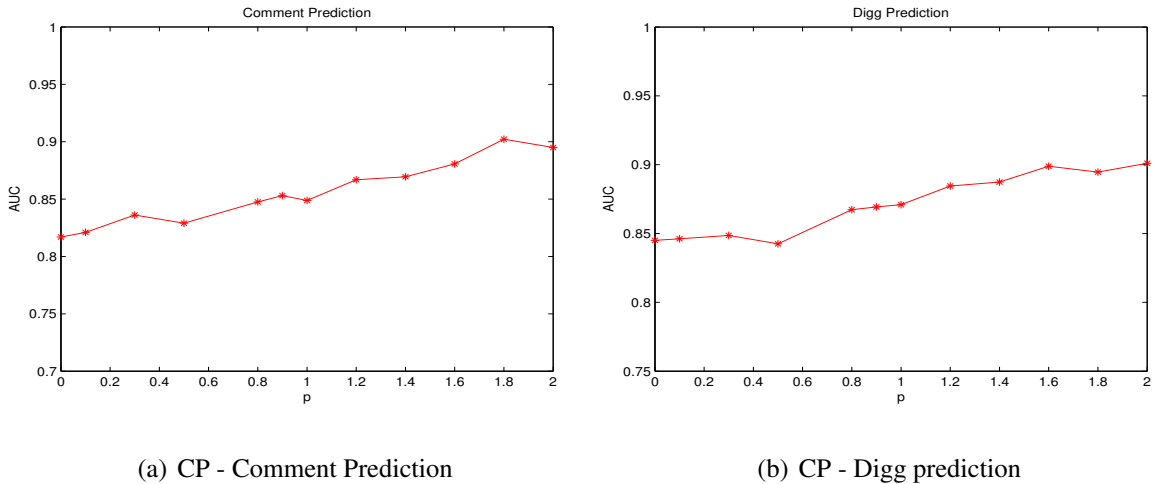 Comment Prediction
1
0.95
0.9
0.85
0.8
0.75
0.7
AUC
0 0.2 0.4 0.6 0.8 1 1.2 1.4 1.6 1.8 2
p
(a) CP - Comment Prediction
Digg Prediction
1
0.95
0.9
0.85
0.8
0.75
AUC
0 0.2 0.4 0.6 0.8 1 1.2 1.4 1.6 1.8 2
p
(b) CP - Digg prediction